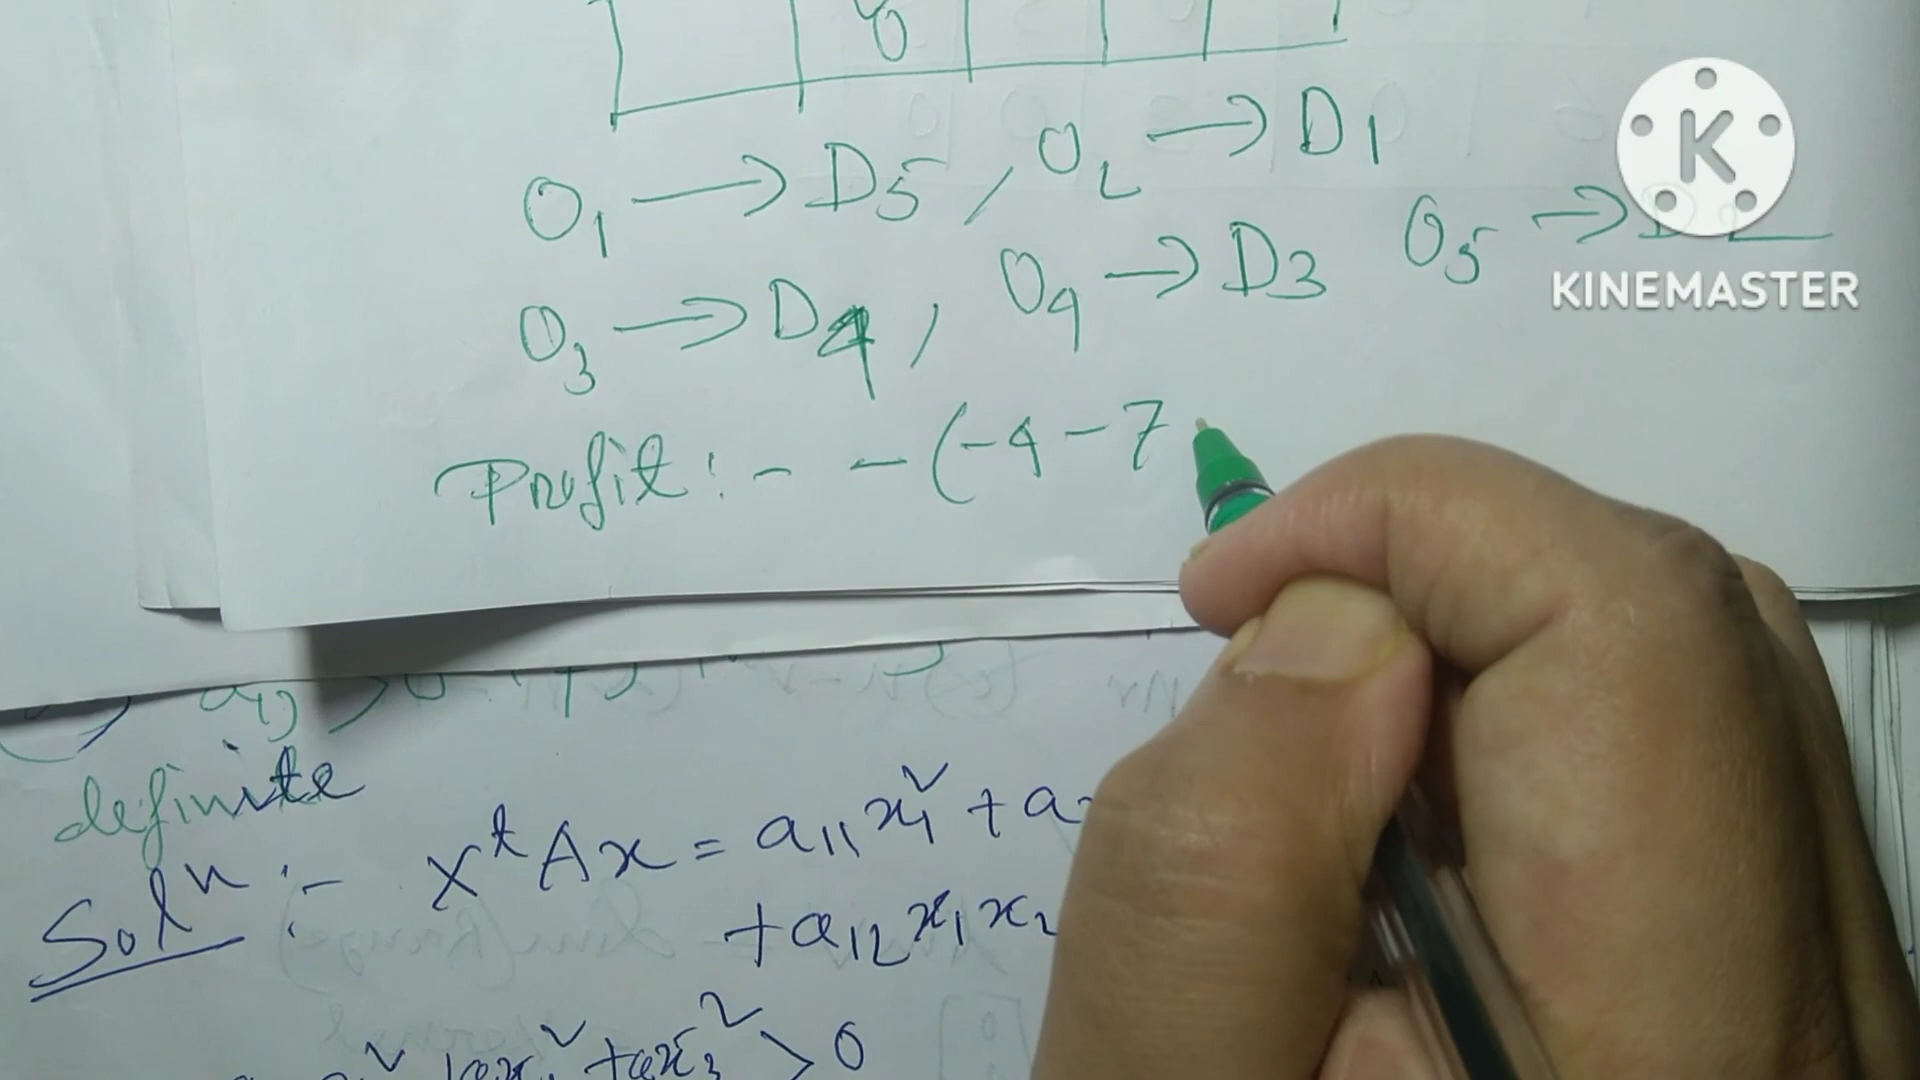 0
O₁ → D5, O₂ → D1
O₃ → D4, O4 → D3 O5 →
K
KINEMASTER
Profit :- - (-4 - 7
definite
Solⁿ :- xᵗAx = a₁₁x₁² + a
+ a₁₂x₁x₂
> 0